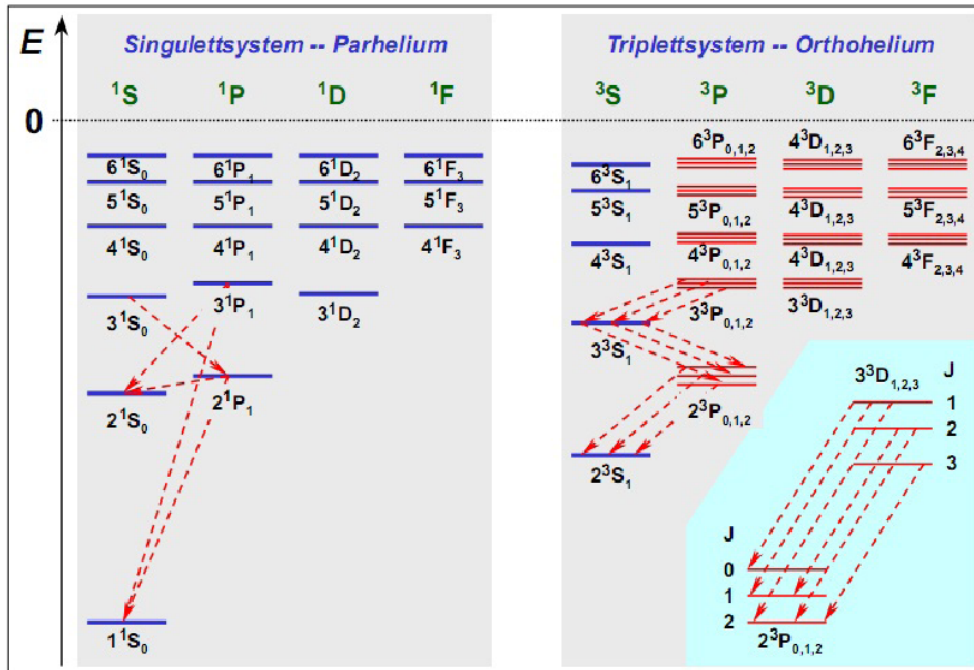 E
Singulettsystem -- Parhelium
Triplettsystem -- Orthohelium
¹S ¹P ¹D ¹F
³S ³P ³D ³F
0
6¹S₀ 6¹P₁ 6¹D₂ 6¹F₃
5¹S₀ 5¹P₁ 5¹D₂ 5¹F₃
4¹S₀ 4¹P₁ 4¹D₂ 4¹F₃
3¹S₀ 3¹P₁ 3¹D₂
2¹S₀ 2¹P₁
1¹S₀
6³P₀,₁,₂ 4³D₁,₂,₃ 6³F₂,₃,₄
6³S₁
5³S₁ 5³P₀,₁,₂ 4³D₁,₂,₃ 5³F₂,₃,₄
4³S₁ 4³P₀,₁,₂ 4³D₁,₂,₃ 4³F₂,₃,₄
3³P₀,₁,₂ 3³D₁,₂,₃
3³S₁
2³P₀,₁,₂
2³S₁
3³D₁,₂,₃ J
1
2
3
J
0
1
2
2³P₀,₁,₂